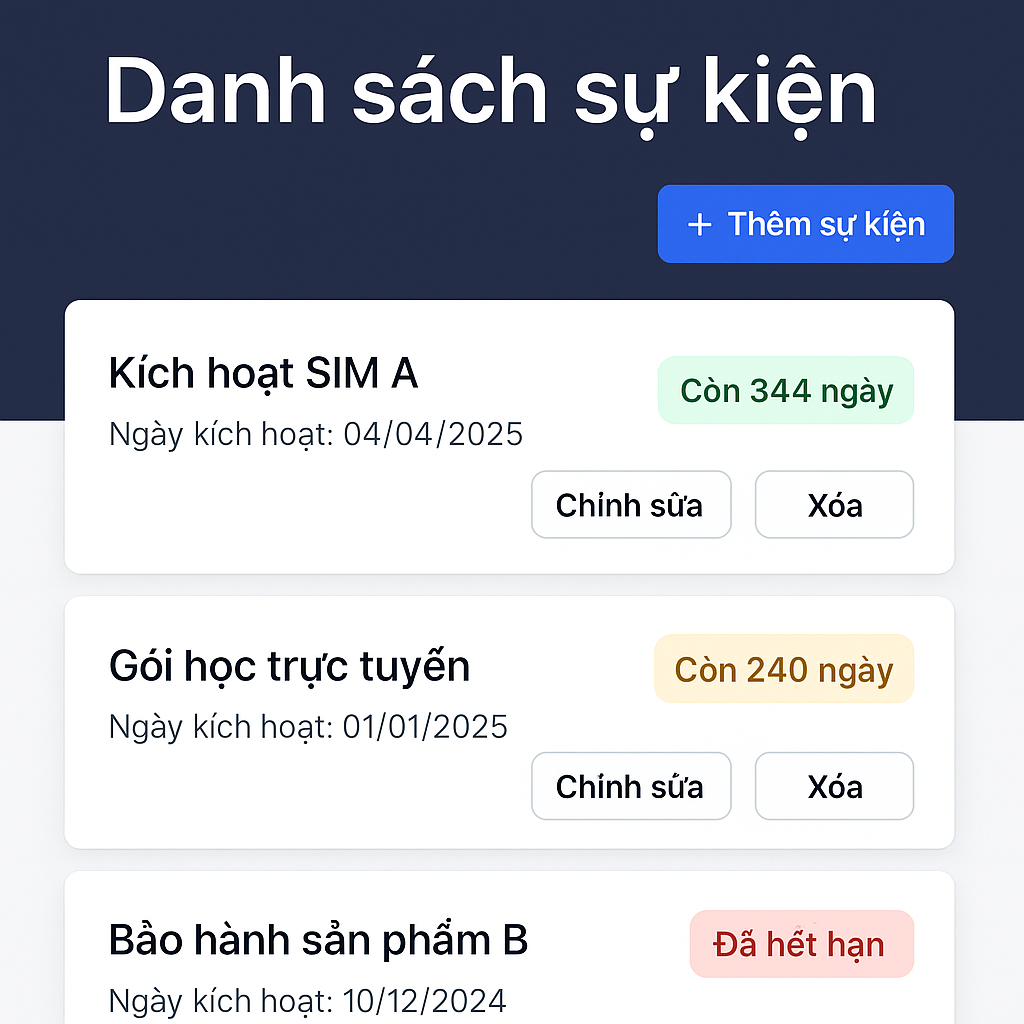 Danh sách sự kiện
+ Thêm sự kíện
Kích hoạt SIM A
Còn 344 ngày
Ngày kích hoạt: 04/04/2025
Chỉnh sửa
Xóa
Gói học trực tuyến
Còn 240 ngày
Ngày kích hoạt: 01/01/2025
Chỉnh sửa
Xóa
Bảo hành sản phẩm B
Đã hết hạn
Ngày kích hoạt: 10/12/2024